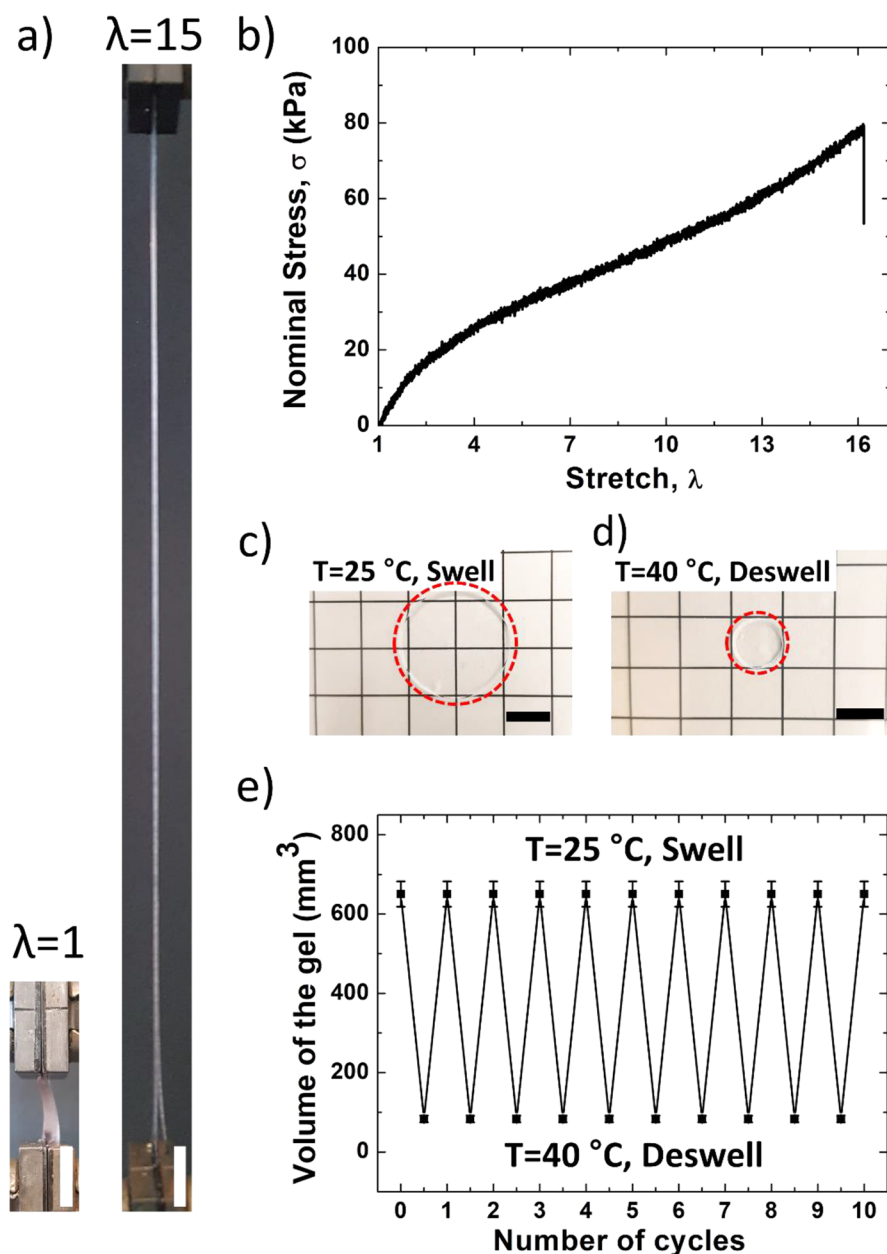 a)
λ=15
λ=1
b)
100
80
60
40
20
0
1 4 7 10 13 16
Nominal Stress, σ (kPa)
Stretch, λ
c)
T=25 °C, Swell
d)
T=40 °C, Deswell
e)
800
600
400
200
0
0 1 2 3 4 5 6 7 8 9 10
Volume of the gel (mm³)
T=25 °C, Swell
T=40 °C, Deswell
Number of cycles